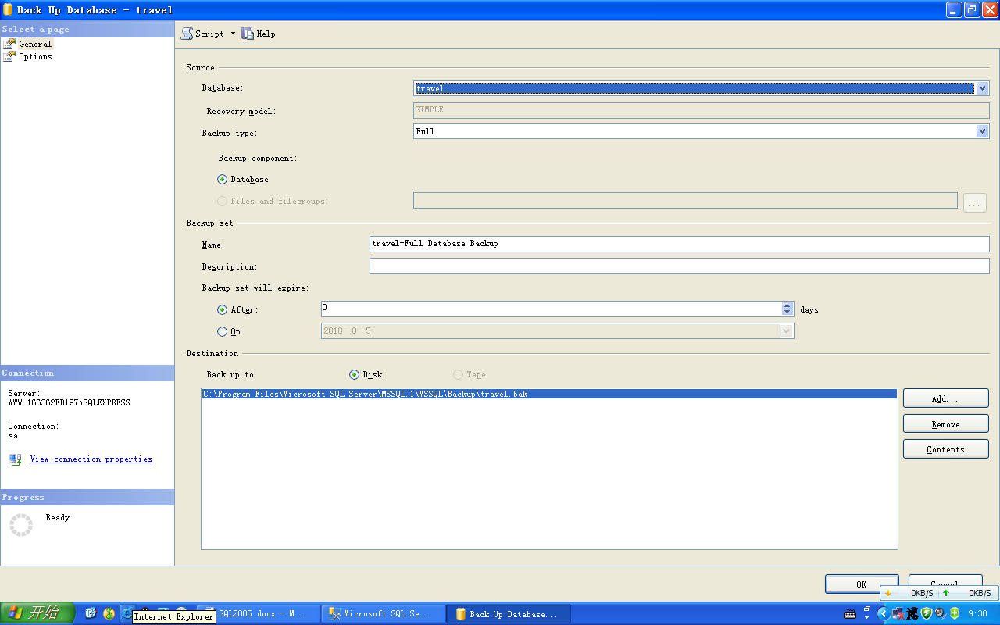 Back Up Database - travel
Select a page
General
Options
Script
Help
Source
Database:
travel
Recovery model:
SIMPLE
Backup type:
Full
Backup component:
Database
Files and filegroups:
...
Backup set
Name:
travel-Full Database Backup
Description:
Backup set will expire:
After:
0
days
On:
2010- 8- 5
Destination
Back up to:
Disk
Tape
C:\Program Files\Microsoft SQL Server\MSSQL.1\MSSQL\Backup\travel.bak
Add...
Remove
Contents
Connection
Server:
WWW-166362ED197\SQLEXPRESS
Connection:
sa
View connection properties
Progress
Ready
OK
Cancel
0KB/S
0KB/S
开始
Internet Explorer
SQL2005.docx - M...
Microsoft SQL Se...
Back Up Database...
9:38